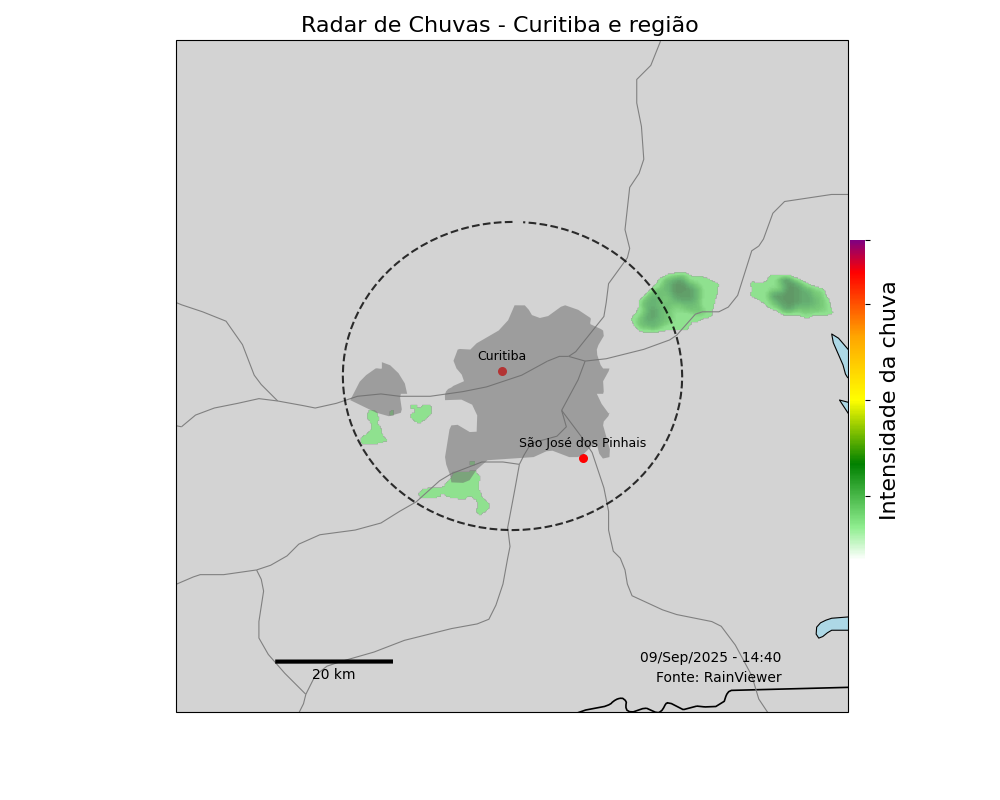 Radar de Chuvas - Curitiba e região
Curitiba
São José dos Pinhais
Intensidade da chuva
20 km
09/Sep/2025 - 14:40
Fonte: RainViewer